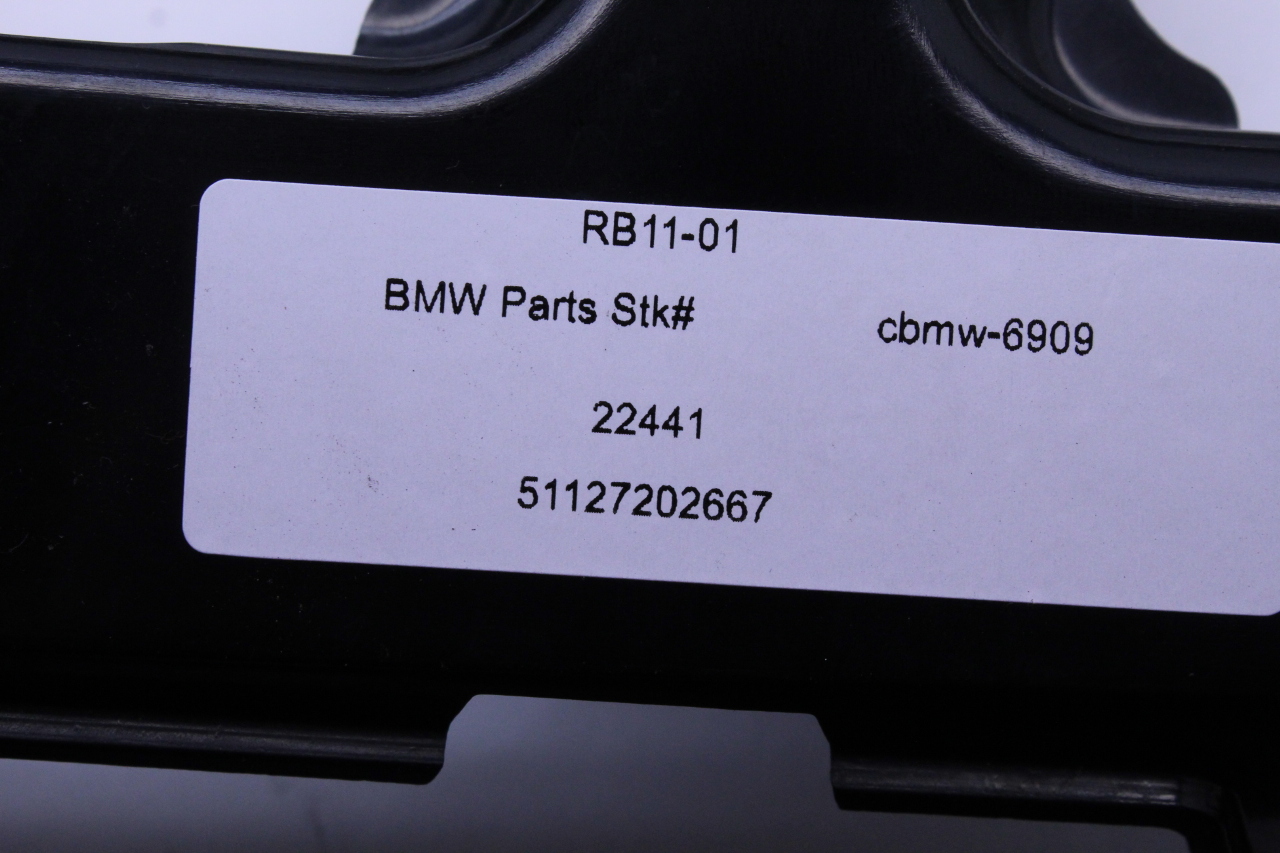 RB11-01
BMW Parts Stk# cbmw-6909
22441
51127202667